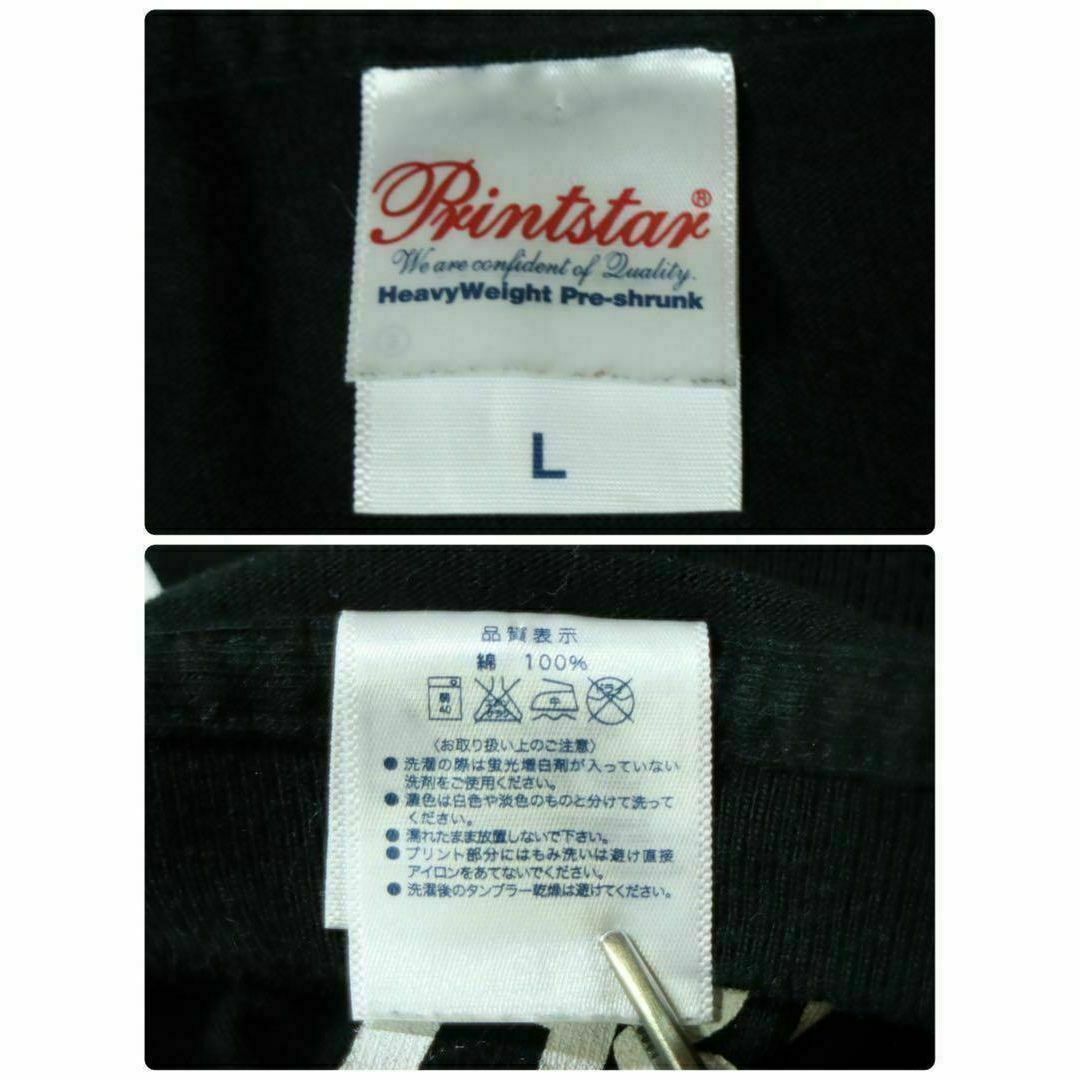 Printstar®
We are confident of Quality.
HeavyWeight Pre-shrunk
L
品質表示
綿 100%
40
中
〈お取り扱い上のご注意〉
●洗濯の際は蛍光増白剤が入っていない
洗剤をご使用ください。
●濃色は白色や淡色のものと分けて洗って
ください。
●濡れたまま放置しないで下さい。
●プリント部分にはもみ洗いは避け直接
アイロンをあてないでください。
●洗濯後のタンブラー乾燥は避けてください。